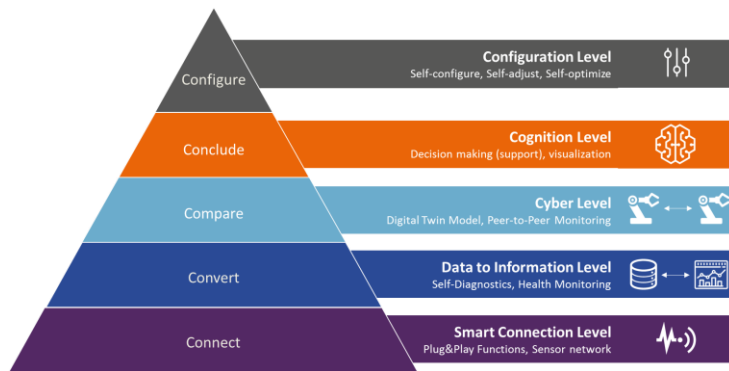 Configure
Configuration Level
Self-configure, Self-adjust, Self-optimize
Conclude
Cognition Level
Decision making (support), visualization
Compare
Cyber Level
Digital Twin Model, Peer-to-Peer Monitoring
Convert
Data to Information Level
Self-Diagnostics, Health Monitoring
Connect
Smart Connection Level
Plug&Play Functions, Sensor network